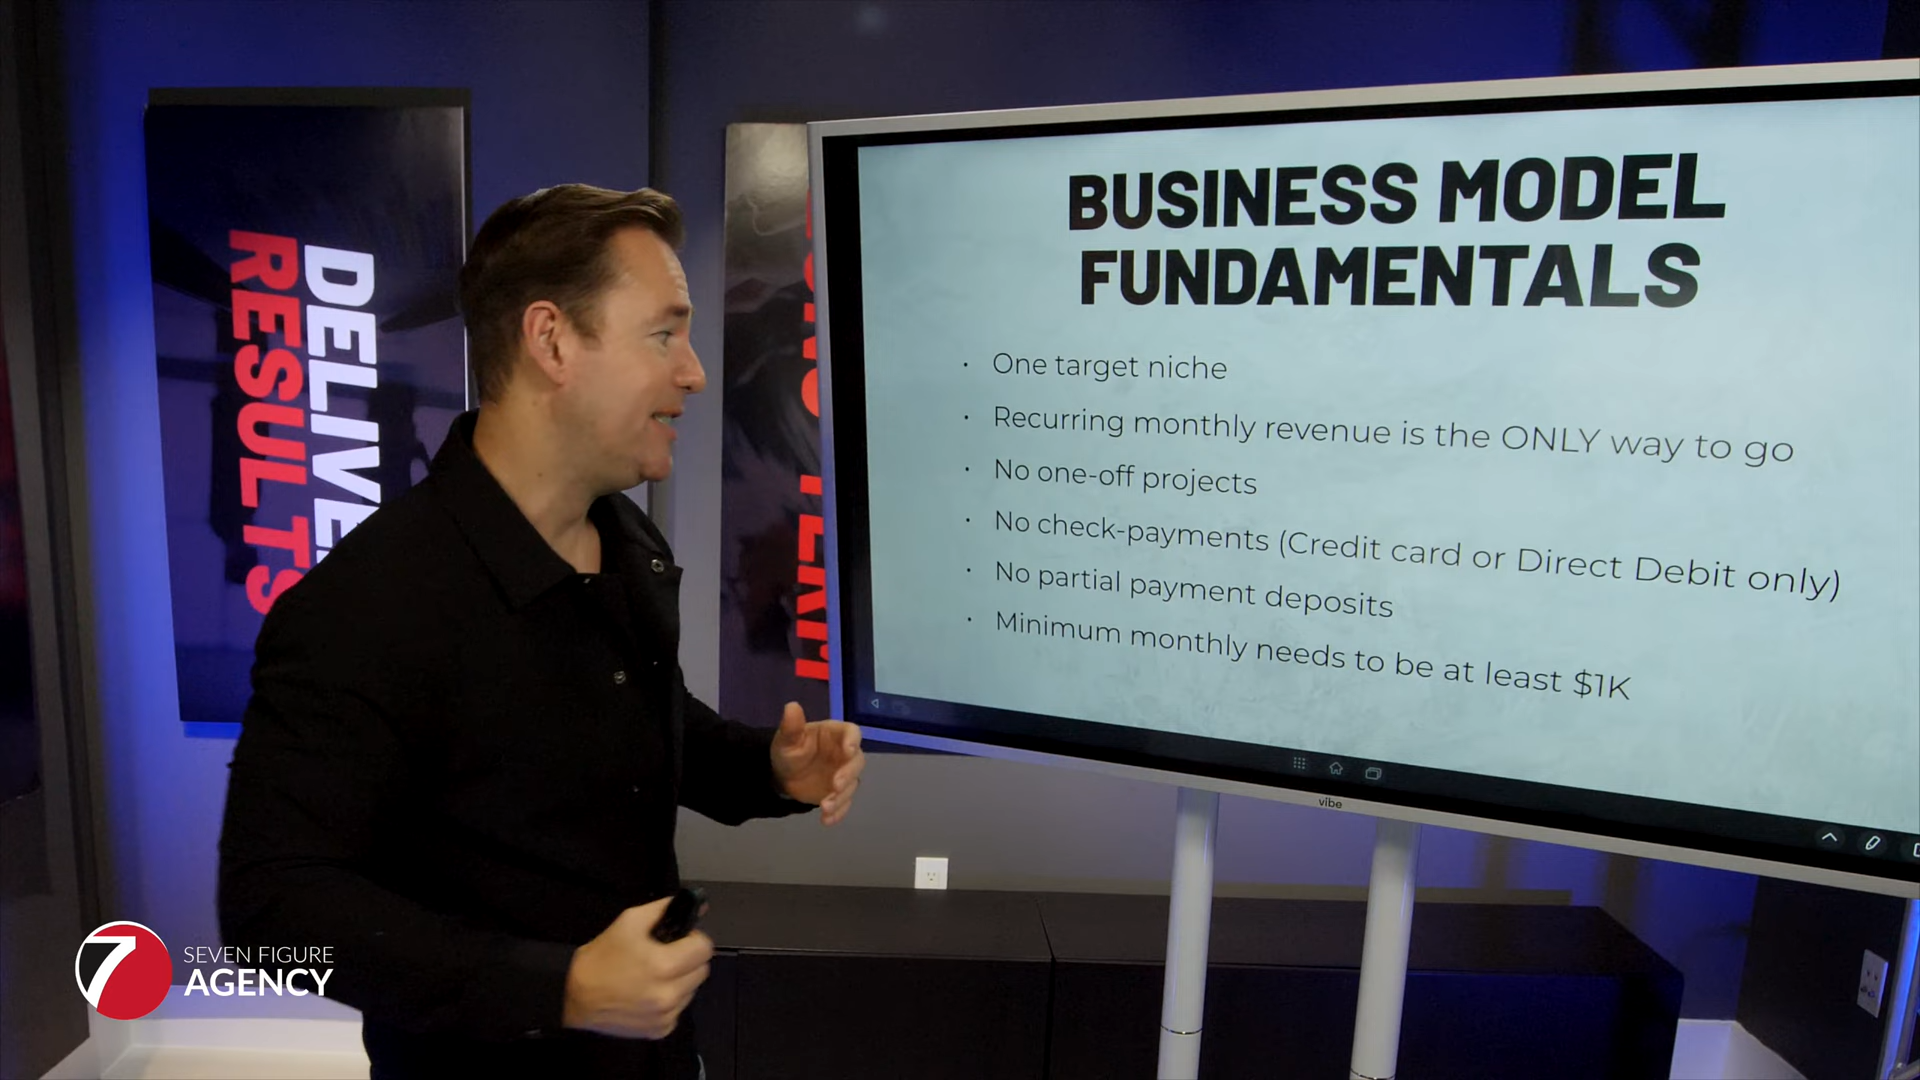 BUSINESS MODEL
FUNDAMENTALS
· One target niche
· Recurring monthly revenue is the ONLY way to go
· No one-off projects
· No check-payments (Credit card or Direct Debit only)
· No partial payment deposits
· Minimum monthly needs to be at least $1K
vibe
DELIVER
RESULTS
7
SEVEN FIGURE
AGENCY